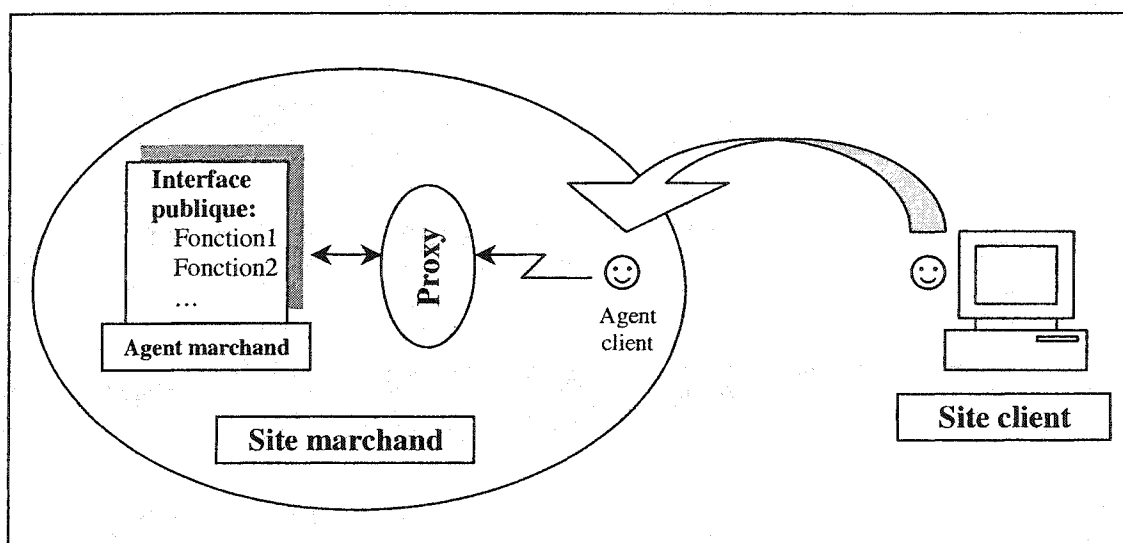 Interface
publique:
Fonction1
Fonction2
...
Agent marchand
Proxy
Agent
client
Site marchand
Site client